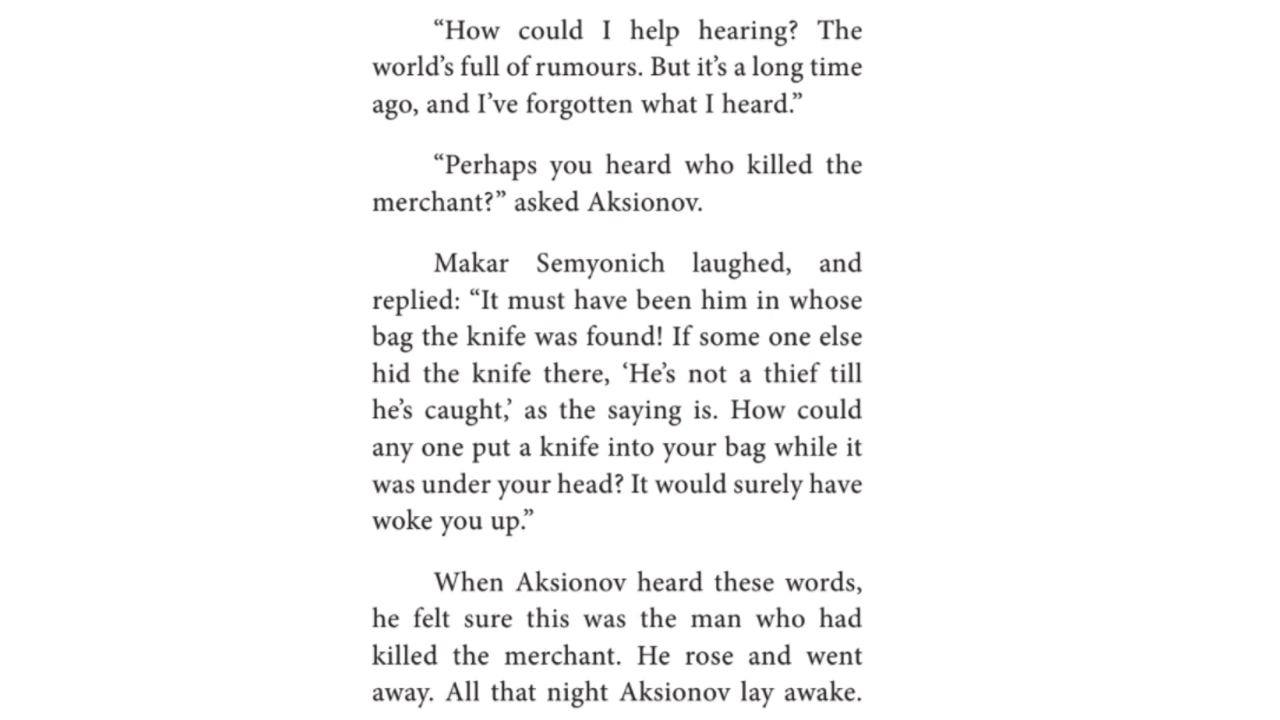 “How could I help hearing? The
world’s full of rumours. But it’s a long time
ago, and I’ve forgotten what I heard.”
“Perhaps you heard who killed the
merchant?” asked Aksionov.
Makar Semyonich laughed, and
replied: “It must have been him in whose
bag the knife was found! If some one else
hid the knife there, ‘He’s not a thief till
he’s caught,’ as the saying is. How could
any one put a knife into your bag while it
was under your head? It would surely have
woke you up.”
When Aksionov heard these words,
he felt sure this was the man who had
killed the merchant. He rose and went
away. All that night Aksionov lay awake.